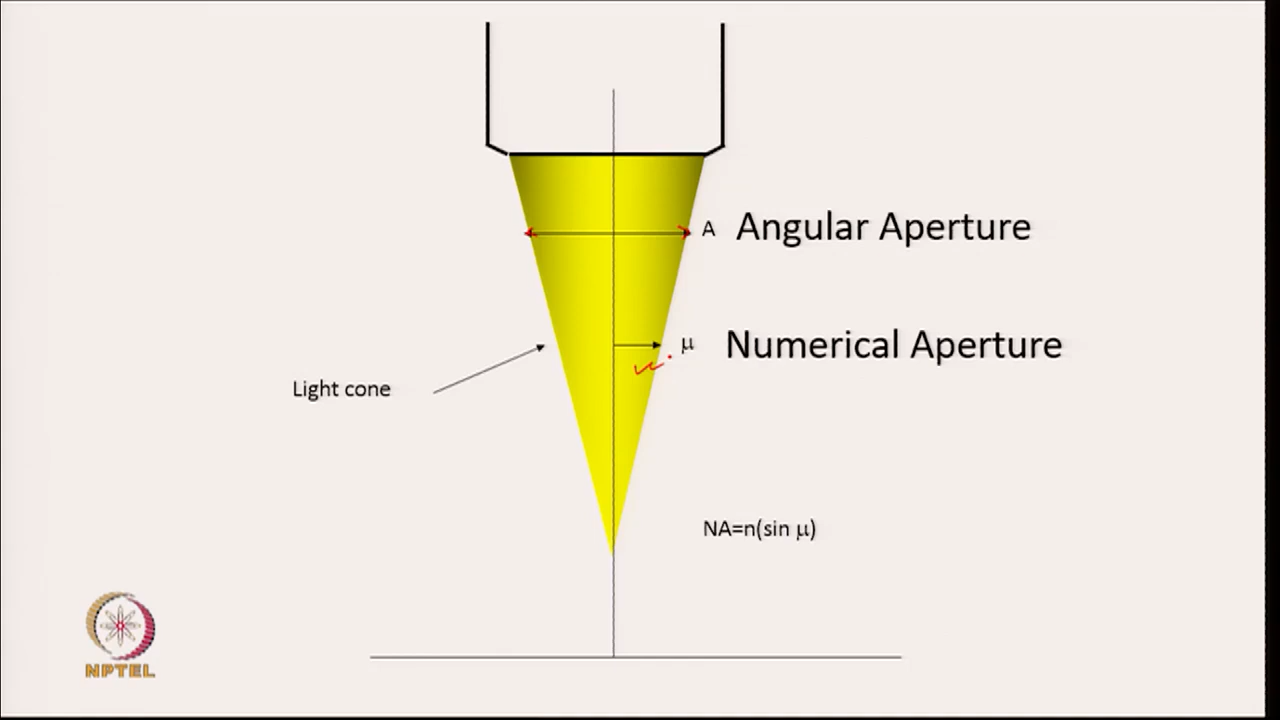 A Angular Aperture
μ Numerical Aperture
Light cone
NA=n(sin μ)
NPTEL